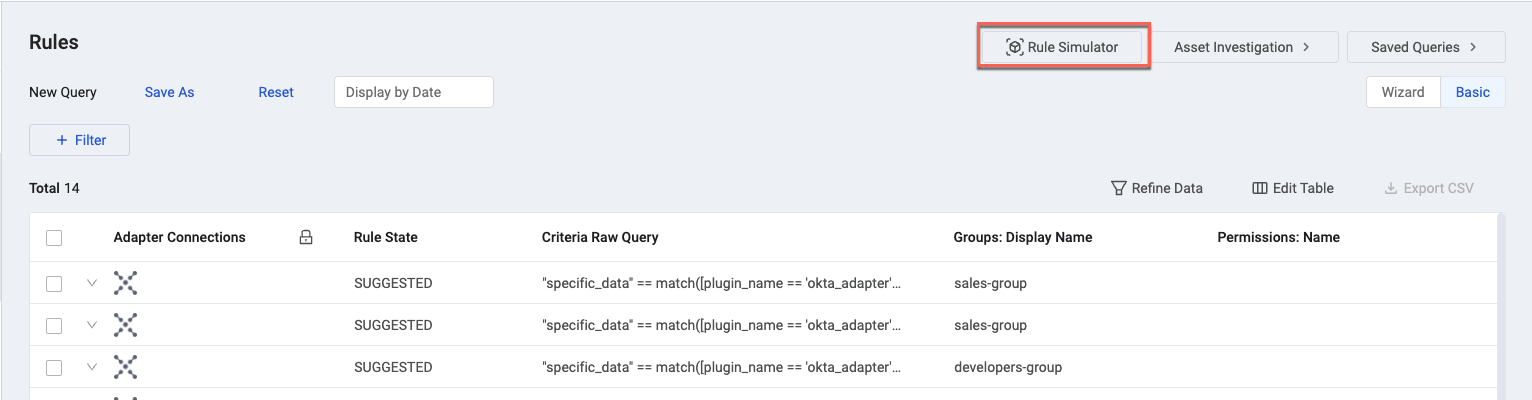 Rules
Rule Simulator
Asset Investigation
Saved Queries
New Query
Save As
Reset
Display by Date
Wizard
Basic
+ Filter
Total 14
Refine Data
Edit Table
Export CSV
Adapter Connections Rule State Criteria Raw Query Groups: Display Name Permissions: Name
SUGGESTED "specific_data" == match([plugin_name == 'okta_adapter'... sales-group
SUGGESTED "specific_data" == match([plugin_name == 'okta_adapter'... sales-group
SUGGESTED "specific_data" == match([plugin_name == 'okta_adapter'... developers-group